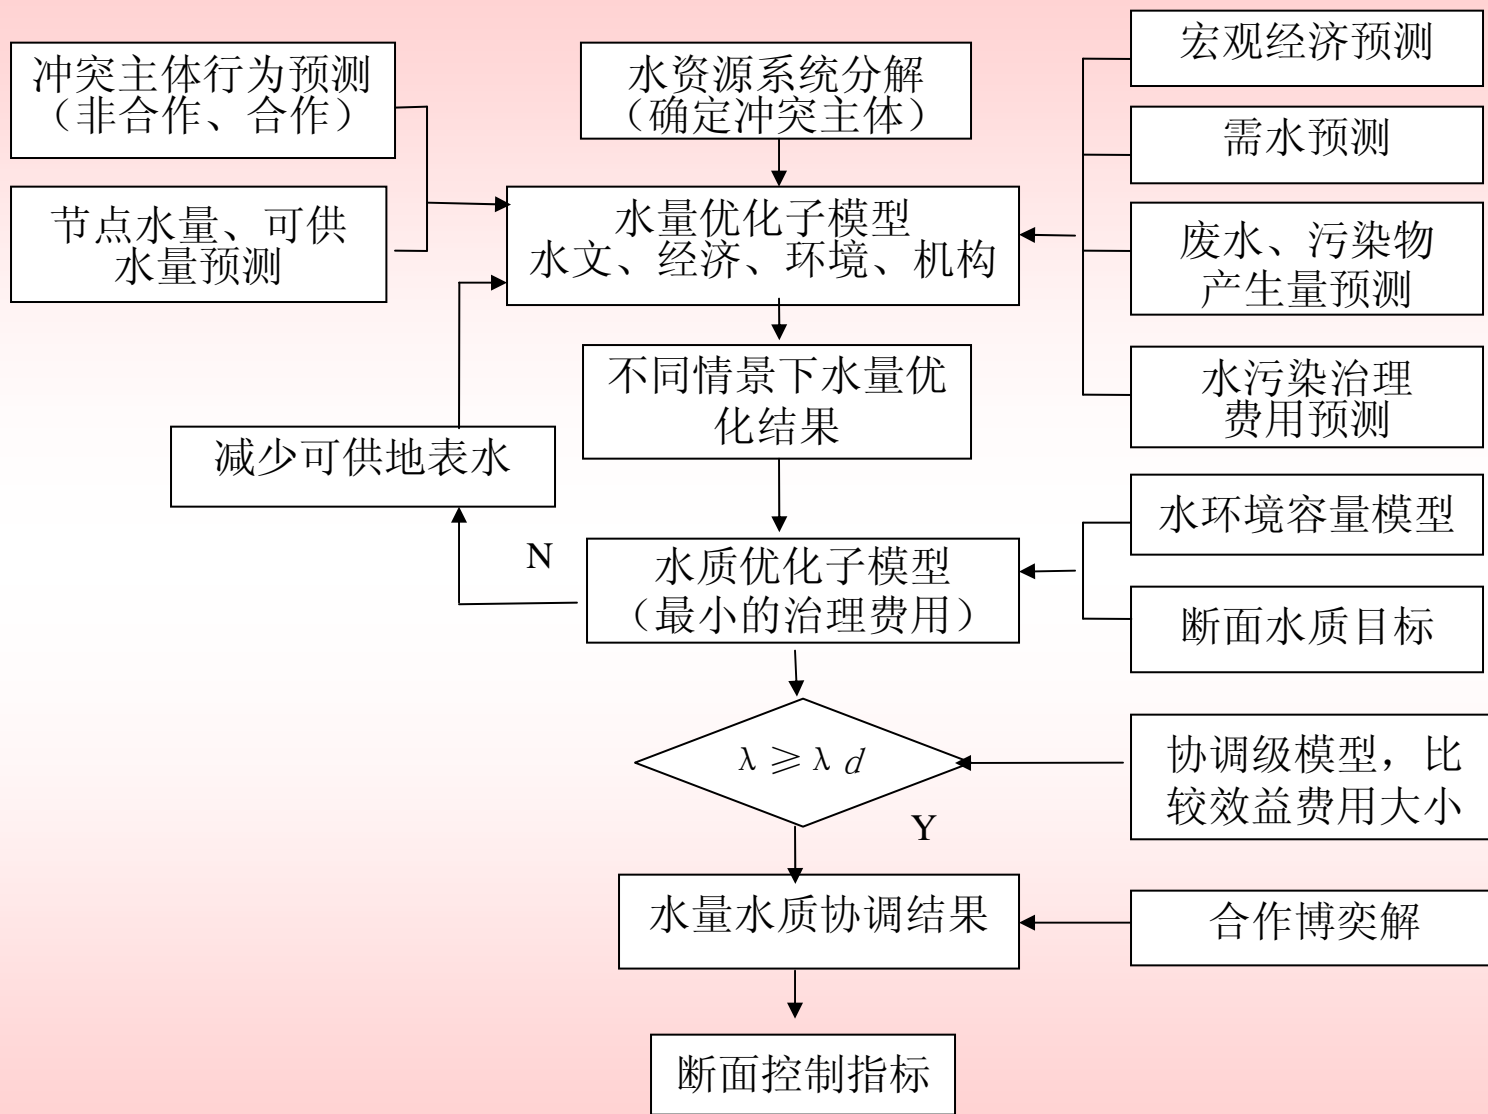 冲突主体行为预测
（非合作、合作）
水资源系统分解
（确定冲突主体）
宏观经济预测
需水预测
节点水量、可供
水量预测
水量优化子模型
水文、经济、环境、机构
废水、污染物
产生量预测
不同情景下水量优
化结果
水污染治理
费用预测
减少可供地表水
水环境容量模型
N
水质优化子模型
（最小的治理费用）
断面水质目标
λ ≥ λ d
协调级模型，比
较效益费用大小
Y
水量水质协调结果
合作博奕解
断面控制指标